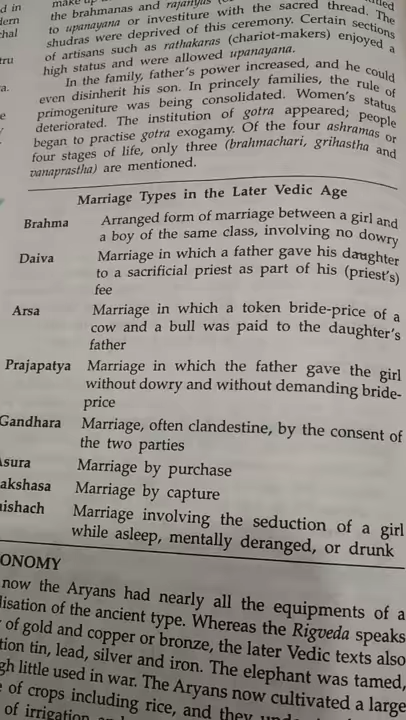 the brahmanas and
to upanayana or investiture with the sacred thread. The
shudras were deprived of this ceremony. Certain sections
of artisans such as rathakaras (chariot-makers) enjoyed a
high status and were allowed upanayana.
In the family, father's power increased, and he could
even disinherit his son. In princely families, the rule of
primogeniture was being consolidated. Women's status
deteriorated. The institution of gotra appeared; people
began to practise gotra exogamy. Of the four ashramas or
four stages of life, only three (brahmachari, grihastha and
vanaprastha) are mentioned.
Marriage Types in the Later Vedic Age
Brahma Arranged form of marriage between a girl and
a boy of the same class, involving no dowry
Daiva Marriage in which a father gave his daughter
to a sacrificial priest as part of his (priest's)
fee
Arsa Marriage in which a token bride-price of a
cow and a bull was paid to the daughter's
father
Prajapatya Marriage in which the father gave the girl
without dowry and without demanding bride-
price
Gandhara Marriage, often clandestine, by the consent of
the two parties
sura Marriage by purchase
akshasa Marriage by capture
ishach Marriage involving the seduction of a girl
while asleep, mentally deranged, or drunk
ONOMY
now the Aryans had nearly all the equipments of a
lisation of the ancient type. Whereas the Rigveda speaks
of gold and copper or bronze, the later Vedic texts also
tion tin, lead, silver and iron. The elephant was tamed,
gh little used in war. The Aryans now cultivated a large
of crops including rice, and they
of irrigation